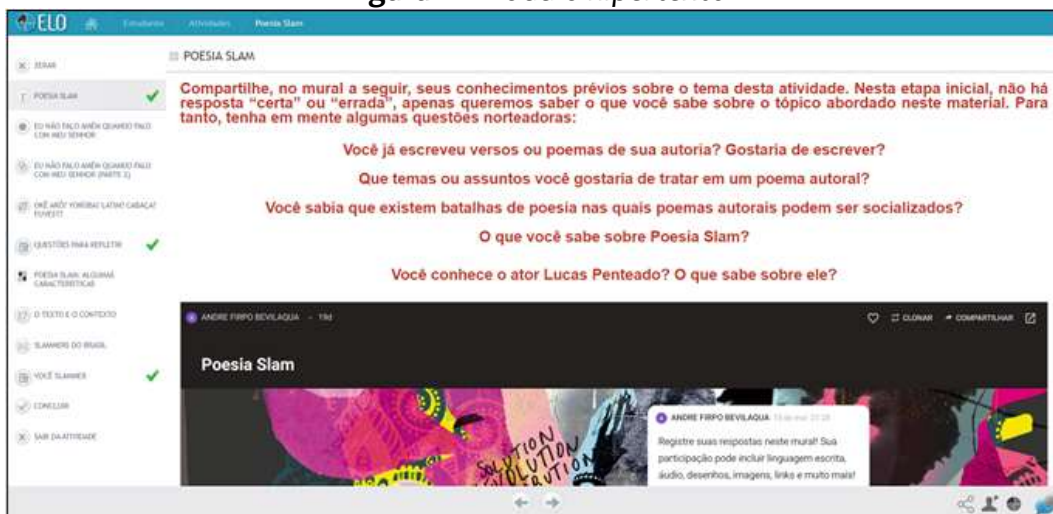 ELO Estudante Atividades Poesia Slam
ZERAR
POESIA SLAM
EU NÃO FAÇO AMÉM QUANDO FALO
COM MEU SENHOR
EU NÃO FAÇO AMÉM QUANDO FALO
COM MEU SENHOR (PARTE 2)
QUESTÕES PARA REFLETIR
POESIA SLAM: ALGUMAS
CARACTERÍSTICAS
O TEXTO E O CONTEXTO
SLAMMERS DO BRASIL
VOCÊ SLAMMER
CONCLUIR
SAIR DA ATIVIDADE
POESIA SLAM
Compartilhe, no mural a seguir, seus conhecimentos prévios sobre o tema desta atividade. Nesta etapa inicial, não há
resposta “certa” ou “errada”, apenas queremos saber o que você sabe sobre o tópico abordado neste material. Para
tanto, tenha em mente algumas questões norteadoras:
Você já escreveu versos ou poemas de sua autoria? Gostaria de escrever?
Que temas ou assuntos você gostaria de tratar em um poema autoral?
Você sabia que existem batalhas de poesia nas quais poemas autorais podem ser socializados?
O que você sabe sobre Poesia Slam?
Você conhece o ator Lucas Penteado? O que sabe sobre ele?
ANDRE FIRPO BEVILAQUA - 19d
CLONAR COMPARTILHAR
Poesia Slam
SOLUTION
ANDRE FIRPO BEVILAQUA
Registre suas respostas neste mural! Sua
participação pode incluir linguagem escrita,
áudio, desenhos, imagens, links e muito mais!